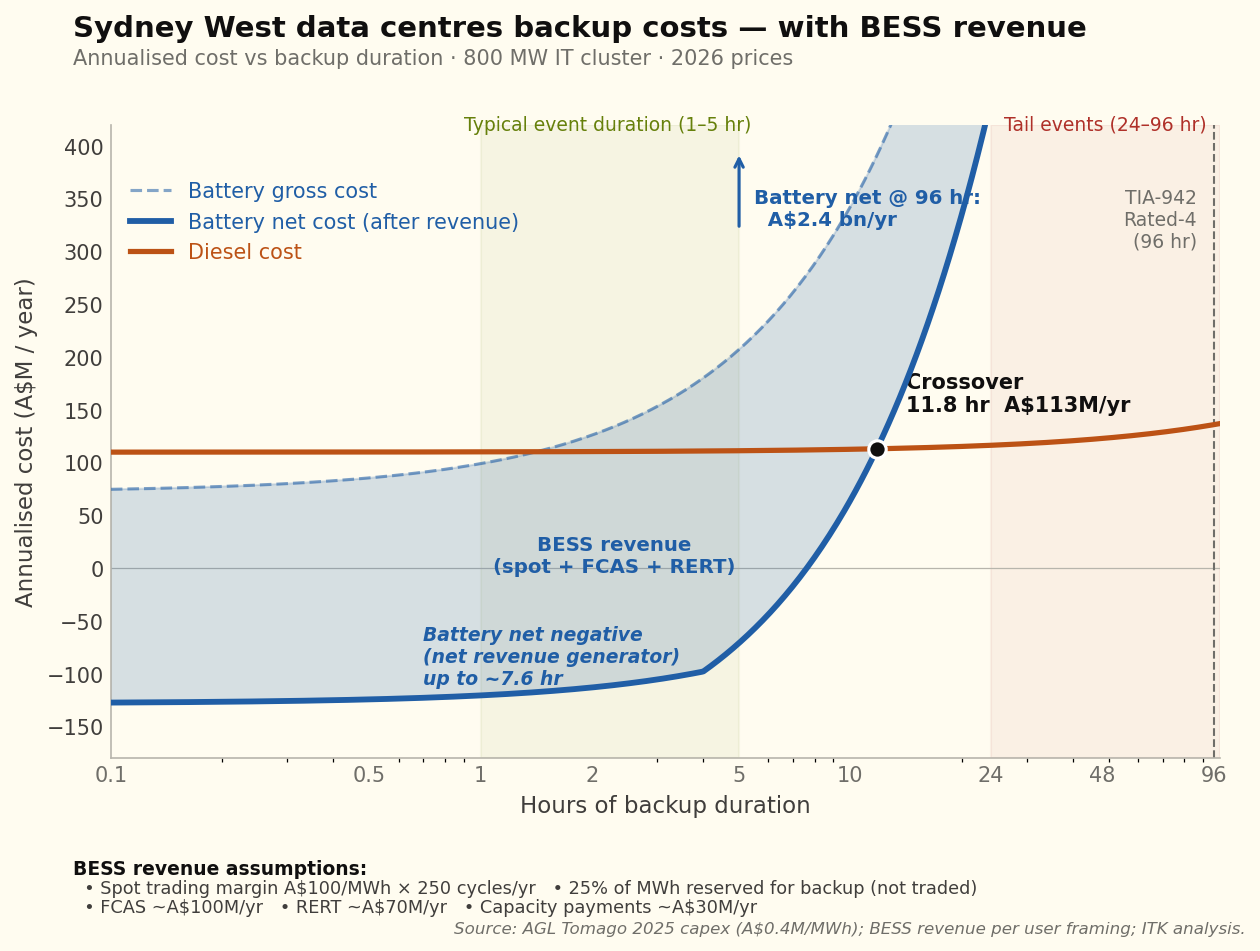 Sydney West data centres backup costs — with BESS revenue
Annualised cost vs backup duration · 800 MW IT cluster · 2026 prices
Typical event duration (1–5 hr)
Tail events (24–96 hr)
Battery gross cost
Battery net cost (after revenue)
Diesel cost
Battery net @ 96 hr:
A$2.4 bn/yr
TIA-942
Rated-4
(96 hr)
Crossover
11.8 hr  A$113M/yr
BESS revenue
(spot + FCAS + RERT)
Battery net negative
(net revenue generator)
up to ~7.6 hr
Annualised cost (A$M / year)
400
350
300
250
200
150
100
50
0
−50
−100
−150
0.1 0.5 1 2 5 10 24 48 96
Hours of backup duration
BESS revenue assumptions:
• Spot trading margin A$100/MWh × 250 cycles/yr   • 25% of MWh reserved for backup (not traded)
• FCAS ~A$100M/yr   • RERT ~A$70M/yr   • Capacity payments ~A$30M/yr
Source: AGL Tomago 2025 capex (A$0.4M/MWh); BESS revenue per user framing; ITK analysis.